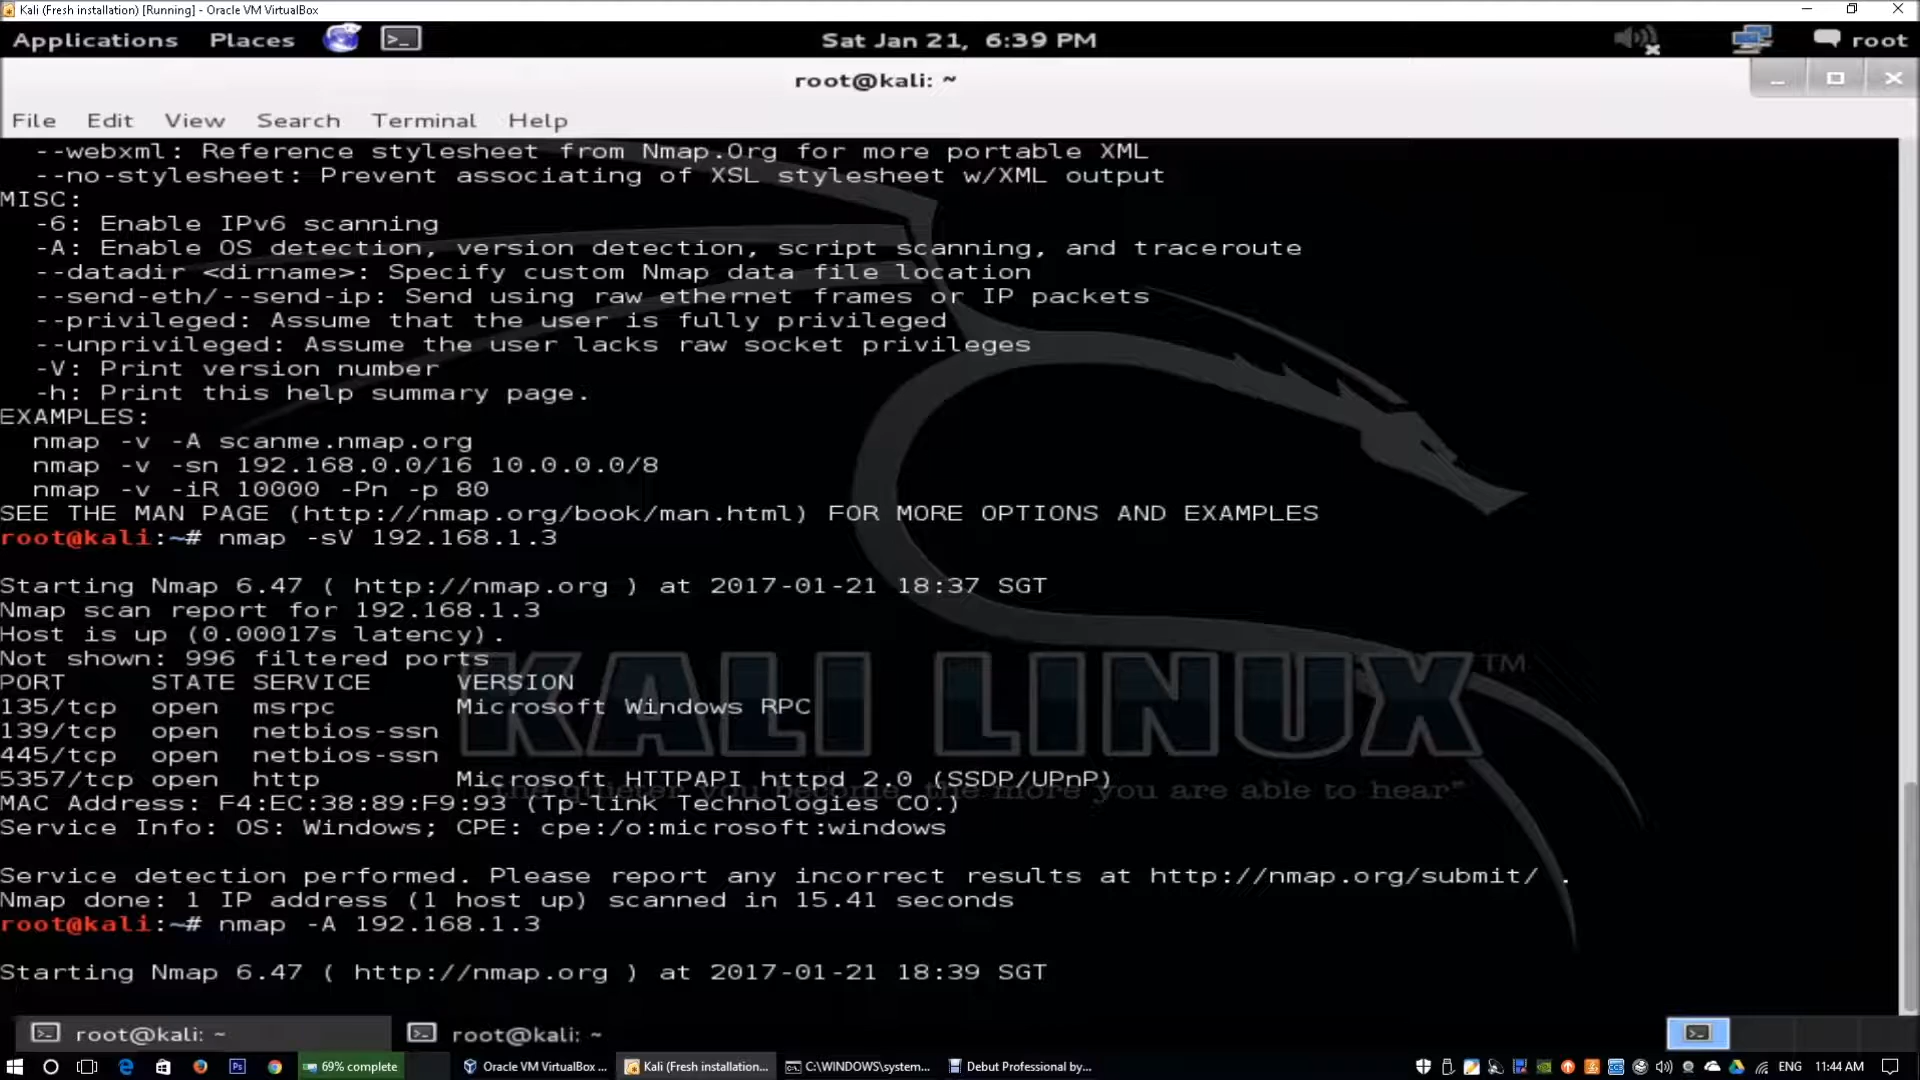 Kali (Fresh installation) [Running] - Oracle VM VirtualBox
Applications Places Sat Jan 21, 6:39 PM root
root@kali: ~
File Edit View Search Terminal Help
--webxml: Reference stylesheet from Nmap.Org for more portable XML
--no-stylesheet: Prevent associating of XSL stylesheet w/XML output
MISC:
-6: Enable IPv6 scanning
-A: Enable OS detection, version detection, script scanning, and traceroute
--datadir <dirname>: Specify custom Nmap data file location
--send-eth/--send-ip: Send using raw ethernet frames or IP packets
--privileged: Assume that the user is fully privileged
--unprivileged: Assume the user lacks raw socket privileges
-V: Print version number
-h: Print this help summary page.
EXAMPLES:
nmap -v -A scanme.nmap.org
nmap -v -sn 192.168.0.0/16 10.0.0.0/8
nmap -v -iR 10000 -Pn -p 80
SEE THE MAN PAGE (http://nmap.org/book/man.html) FOR MORE OPTIONS AND EXAMPLES
root@kali:~# nmap -sV 192.168.1.3
Starting Nmap 6.47 ( http://nmap.org ) at 2017-01-21 18:37 SGT
Nmap scan report for 192.168.1.3
Host is up (0.00017s latency).
Not shown: 996 filtered ports
PORT STATE SERVICE VERSION
135/tcp open msrpc Microsoft Windows RPC
139/tcp open netbios-ssn
445/tcp open netbios-ssn
5357/tcp open http Microsoft HTTPAPI httpd 2.0 (SSDP/UPnP)
MAC Address: F4:EC:38:89:F9:93 (Tp-link Technologies CO.)
Service Info: OS: Windows; CPE: cpe:/o:microsoft:windows
KALI LINUX TM
"the quieter you become, the more you are able to hear"
Service detection performed. Please report any incorrect results at http://nmap.org/submit/ .
Nmap done: 1 IP address (1 host up) scanned in 15.41 seconds
root@kali:~# nmap -A 192.168.1.3
Starting Nmap 6.47 ( http://nmap.org ) at 2017-01-21 18:39 SGT
root@kali: ~ root@kali: ~
Ps 69% complete Oracle VM VirtualBox ... Kali (Fresh installation... C:\WINDOWS\system... Debut Professional by... ENG 11:44 AM